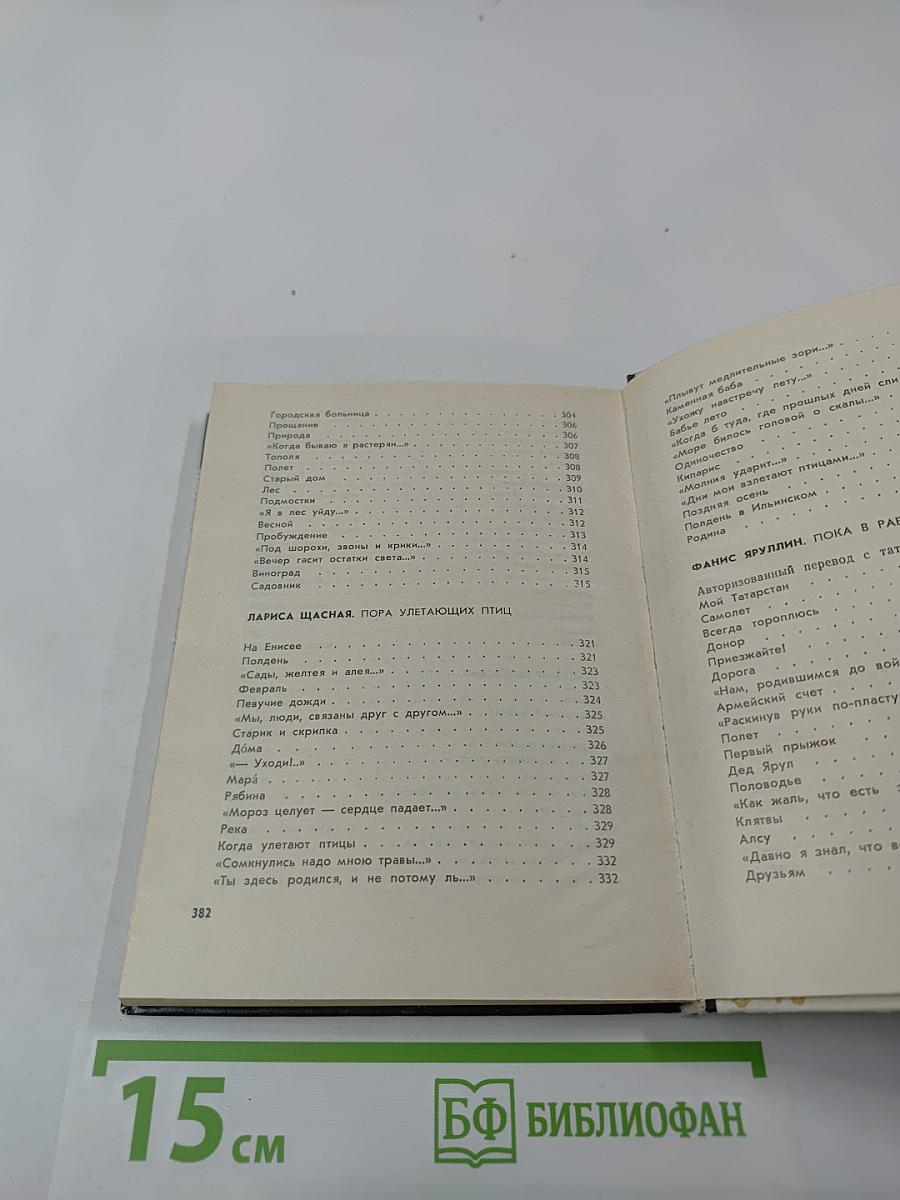 Городская больница . . . . . . . . . . . . . . . 304
Прощание . . . . . . . . . . . . . . . . . . 306
Природа . . . . . . . . . . . . . . . . . . 306
«Когда бываю я растерян...» . . . . . . . . . . . . 307
Тополя . . . . . . . . . . . . . . . . . . 308
Полет . . . . . . . . . . . . . . . . . . 308
Старый дом . . . . . . . . . . . . . . . . . 309
Лес . . . . . . . . . . . . . . . . . . . 310
Подмостки . . . . . . . . . . . . . . . . . 311
«Я в лес уйду...» . . . . . . . . . . . . . . . 312
Весной . . . . . . . . . . . . . . . . . . 312
Пробуждение . . . . . . . . . . . . . . . . 313
«Под шорохи, звоны и крики...» . . . . . . . . . . 314
«Вечер гасит остатки света...» . . . . . . . . . . . 314
Виноград . . . . . . . . . . . . . . . . . 315
Садовник . . . . . . . . . . . . . . . . . 315
ЛАРИСА ЩАСНАЯ. ПОРА УЛЕТАЮЩИХ ПТИЦ
На Енисее . . . . . . . . . . . . . . . . . 321
Полдень . . . . . . . . . . . . . . . . . . 321
«Сады, желтея и алея...» . . . . . . . . . . . . 323
Февраль . . . . . . . . . . . . . . . . . . 323
Певучие дожди . . . . . . . . . . . . . . . 324
«Мы, люди, связаны друг с другом...» . . . . . . . . 325
Старик и скрипка . . . . . . . . . . . . . . . 325
До́ма . . . . . . . . . . . . . . . . . . 326
«— Уходи!..» . . . . . . . . . . . . . . . . 327
Мара́ . . . . . . . . . . . . . . . . . . 327
Рябина . . . . . . . . . . . . . . . . . . 328
«Мороз целует — сердце падает...» . . . . . . . . . 328
Река . . . . . . . . . . . . . . . . . . . 329
Когда улетают птицы . . . . . . . . . . . . . . 329
«Сомкнулись надо мною травы...» . . . . . . . . . . 332
«Ты здесь родился, и не потому ль...» . . . . . . . 332
382
«Плывут медлительные зори...» . . .
Каменная баба . . . . . .
«Ухожу навстречу лету...» . . . .
Бабье лето . . . . . .
«Когда б туда, где прошлых дней
«Море билось головой о скалы...» . .
Одиночество . . . . . .
Кипарис . . . . . .
«Молния ударит...» . . . . .
«Дни мои взлетают птицами...» . . .
Поздняя осень . . . . . .
Полдень в Ильинском . . . . .
Родина . . . . . . .
ФАНИС ЯРУЛЛИН. ПОКА В
Авторизованный перевод с
Мой Татарстан . . . . .
Самолет . . . . . .
Всегда тороплюсь . . . . .
Донор . . . . . .
Приезжайте! . . . . .
Дорога . . . . . .
«Нам, родившимся до
Армейский счет . . . .
«Раскинув руки
Полет . . . . .
Первый прыжок . . . .
Дед Ярул . . . . .
Половодье . . . . .
«Как жаль, что есть
Клятвы . . . . .
Алсу . . . . .
«Давно я знал, что
Друзьям . . . .
15 см
БФ БИБЛИОФАН